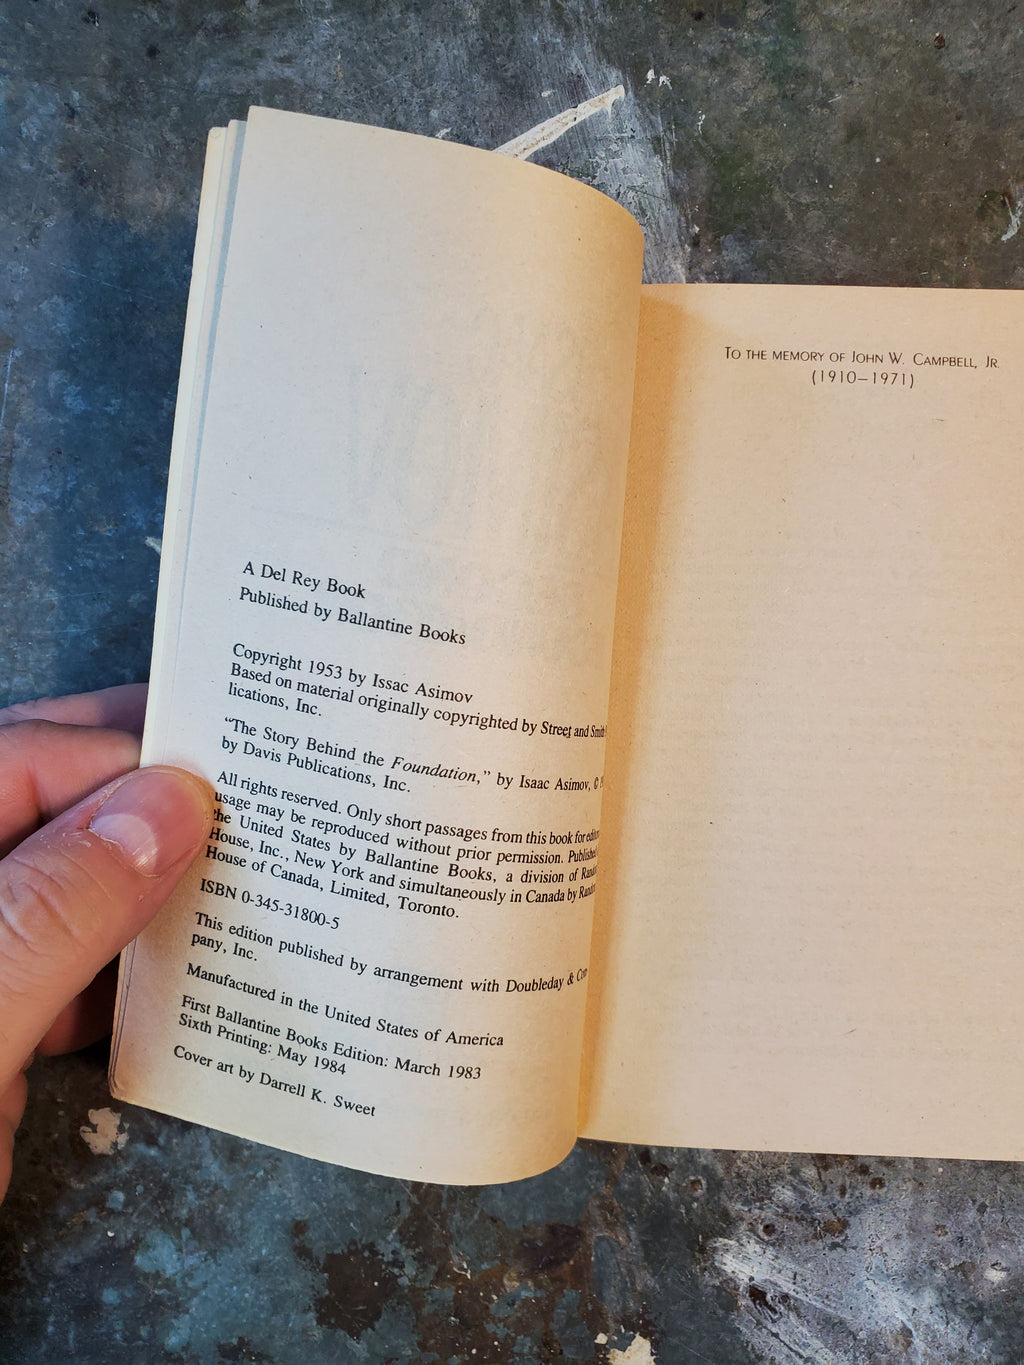 A Del Rey Book
Published by Ballantine Books
Copyright 1953 by Issac Asimov
Based on material originally copyrighted by Street and Smith
lications, Inc.
"The Story Behind the Foundation," by Isaac Asimov, ©
by Davis Publications, Inc.
All rights reserved. Only short passages from this book for
usage may be reproduced without prior permission. Published
the United States by Ballantine Books, a division of
House, Inc., New York and simultaneously in Canada by
House of Canada, Limited, Toronto.
ISBN 0-345-31800-5
This edition published by arrangement with Doubleday &
pany, Inc.
Manufactured in the United States of America
First Ballantine Books Edition: March 1983
Sixth Printing: May 1984
Cover art by Darrell K. Sweet
To the memory of John W. Campbell, Jr.
(1910–1971)